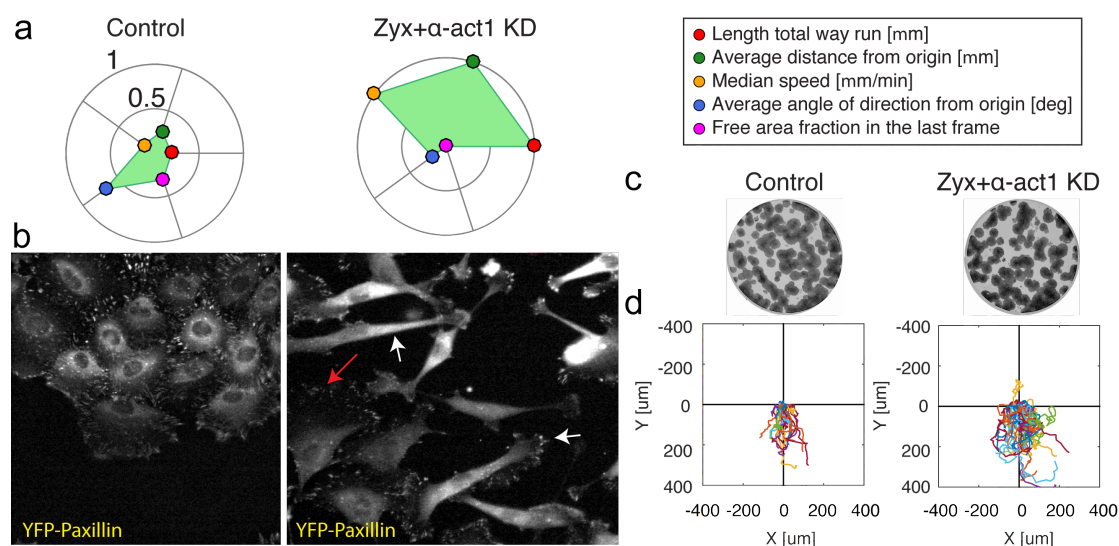 a
Control
1
0.5
Zyx+α-act1 KD
Length total way run [mm]
Average distance from origin [mm]
Median speed [mm/min]
Average angle of direction from origin [deg]
Free area fraction in the last frame
b
YFP-Paxillin
YFP-Paxillin
c
Control
Zyx+α-act1 KD
d
-400
-200
0
200
400
Y [um]
-400 -200 0 200 400
X [um]
-400
-200
0
200
400
Y [um]
-400 -200 0 200 400
X [um]